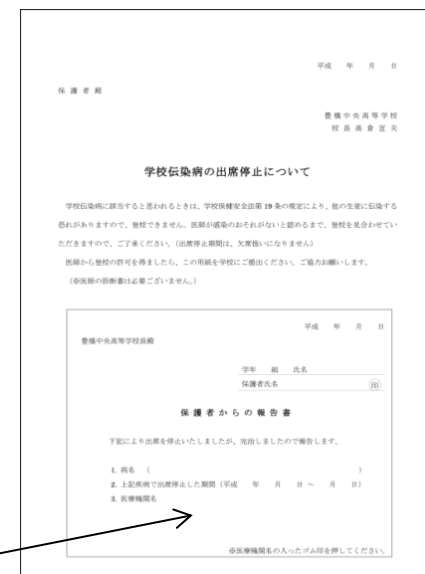 平成　　年　　月　　日
保 護 者 殿
豊橋中央高等学校
校 長 高 倉 宣 夫
学校伝染病の出席停止について
学校伝染病に該当すると思われるときは、学校保健安全法第 19 条の規定により、他の生徒に伝染する
恐れがありますので、登校できません。医師が感染のおそれがないと認めるまで、登校を見合わせてい
ただきますので、ご了承ください。（出席停止期間は、欠席扱いになりません）
医師から登校の許可を得ましたら、この用紙を学校にご提出ください。ご協力お願いします。
（※医師の診断書は必要ございません。）
平成　　年　　月　　日
豊橋中央高等学校長殿
学年　　組　　氏名
保護者氏名　　㊞
保 護 者 か ら の 報 告 書
下記により出席を停止いたしましたが、完治しましたので報告します。
1. 病名　（　　　　　　　　　　）
2. 上記疾病で出席停止した期間（平成　　年　　月　　日 ～　　月　　日）
3. 医療機関名
※医療機関名の入ったゴム印を押してください。